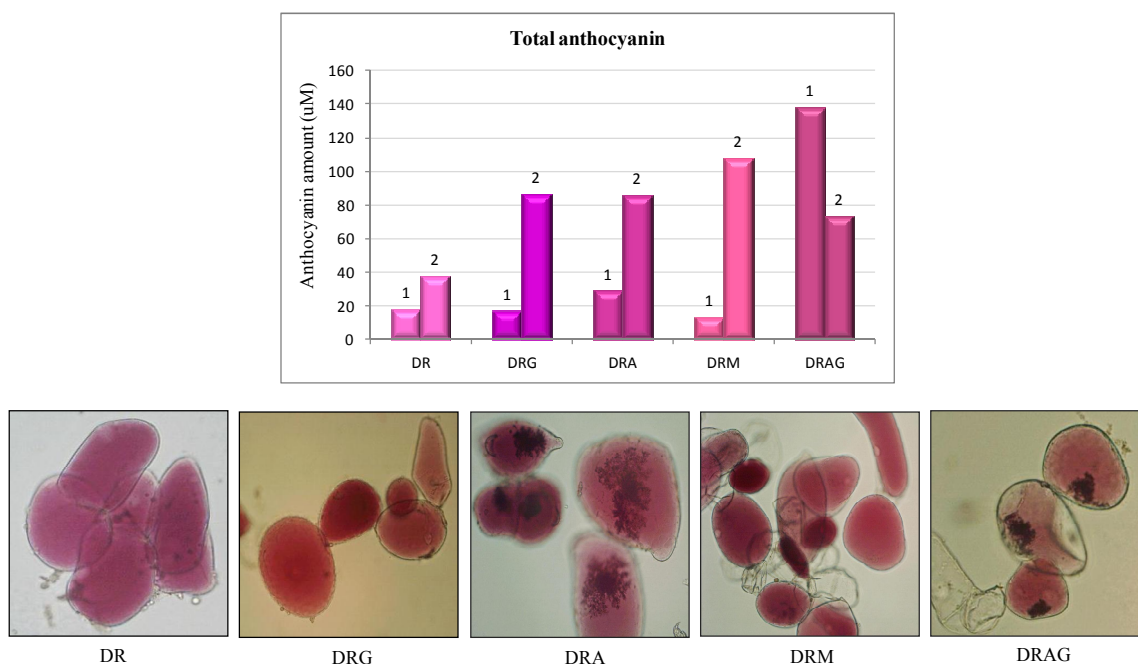 Total anthocyanin
Anthocyanin amount (uM)
160
140
120
100
80
60
40
20
0
1
2
1
2
1
2
1
2
1
2
DR
DRG
DRA
DRM
DRAG
DR
DRG
DRA
DRM
DRAG